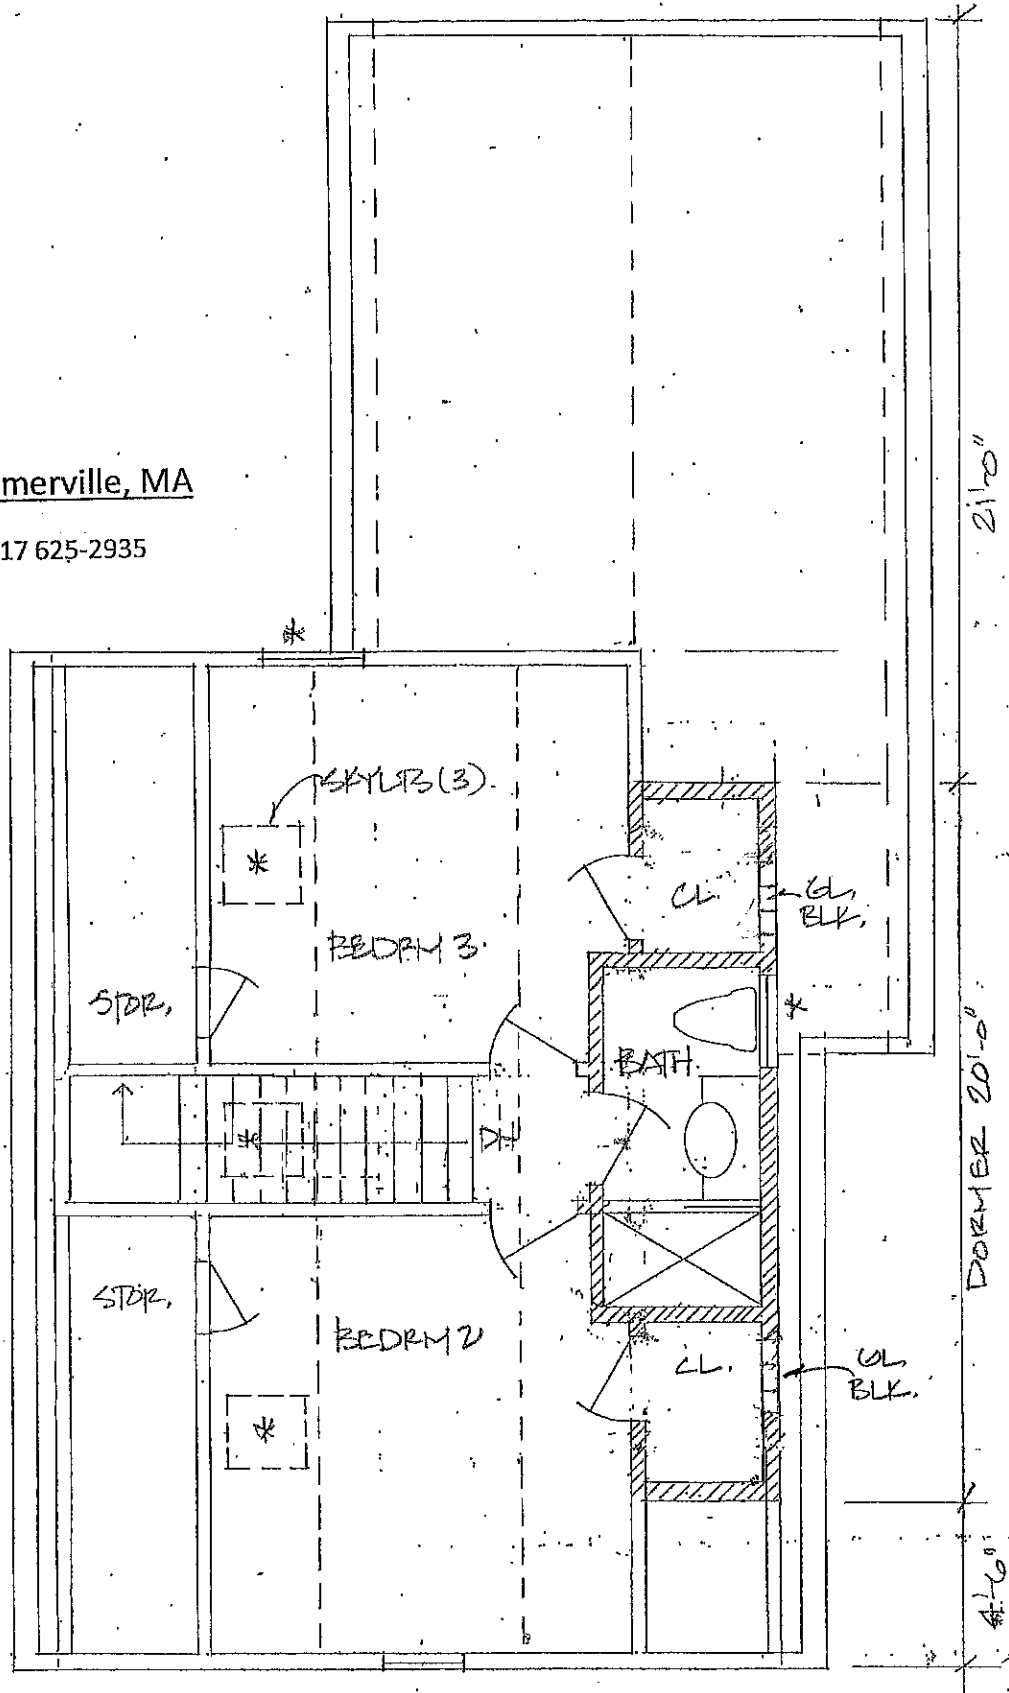 merville, MA
17 625-2935
21'-0"
*
SKYLTS (3).
*
CL.
GL.
BLK.
BEDRM 3.
STOR.
*
BATH.
*
DORMER 20'-0"
STOR.
BEDRM 2
CL.
GL.
BLK.
*
4'-6"